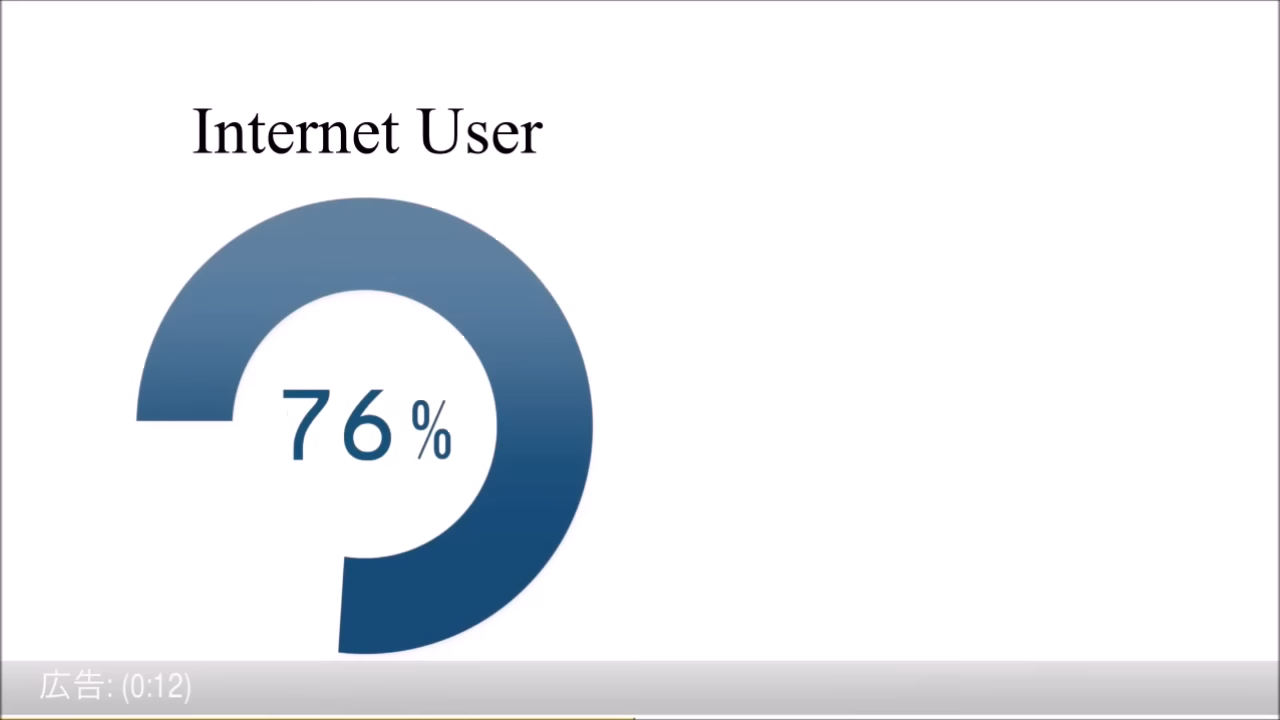 Internet User
76%
広告: (0:12)